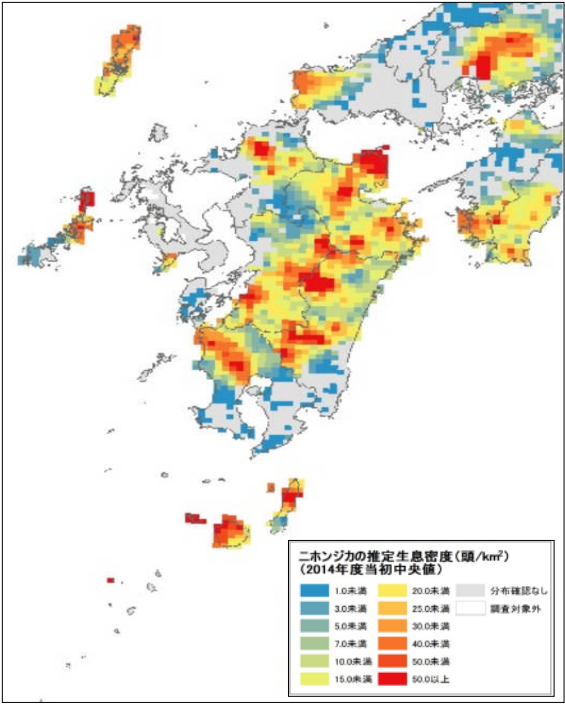 ニホンジカの推定生息密度(頭/km²)
(2014年度当初中央値)
1.0未満 20.0未満 分布確認なし
3.0未満 25.0未満 調査対象外
5.0未満 30.0未満
7.0未満 40.0未満
10.0未満 50.0未満
15.0未満 50.0以上